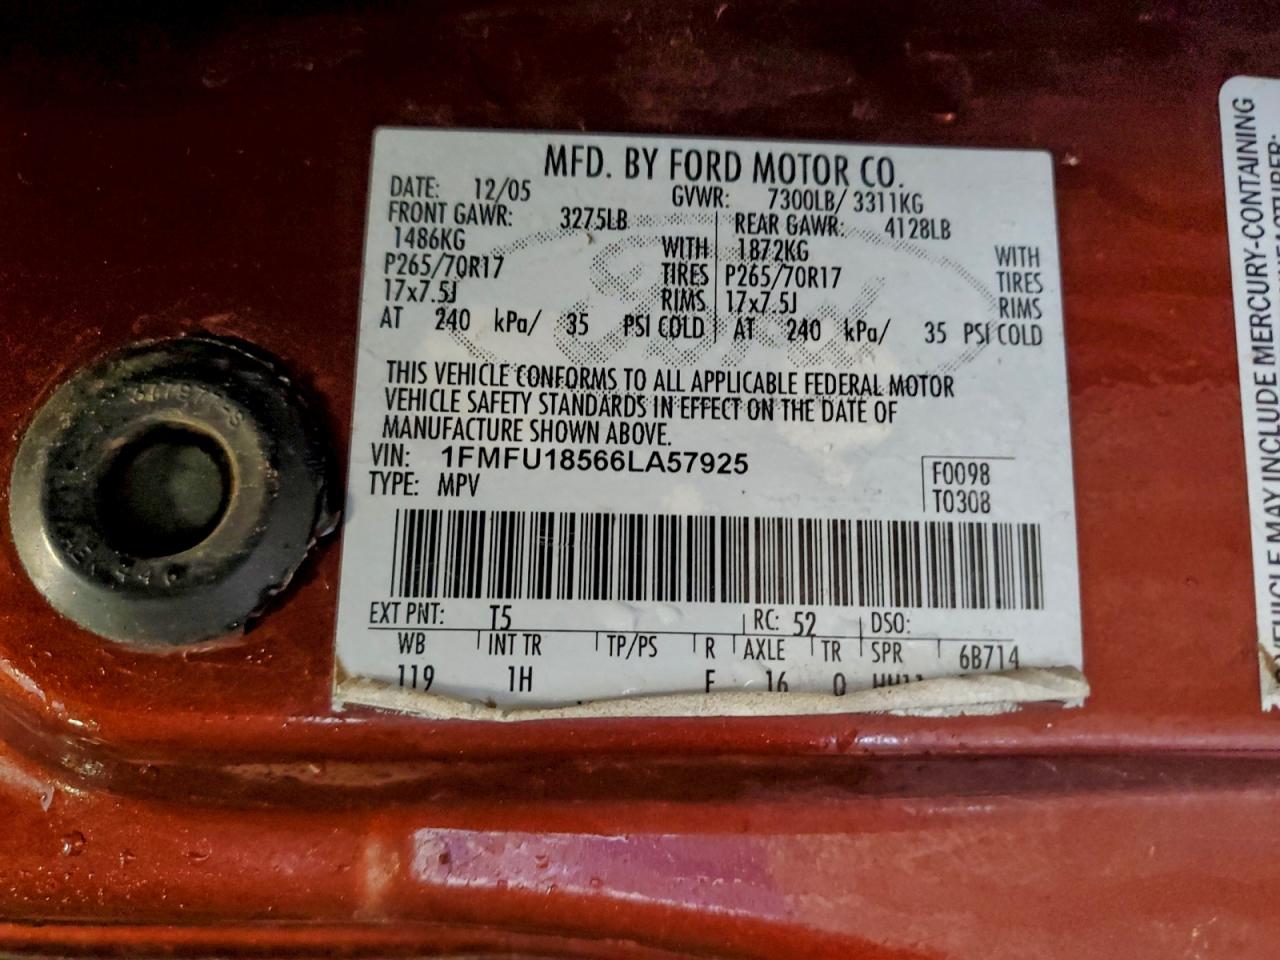 MFD. BY FORD MOTOR CO.
DATE: 12/05 GVWR: 7300LB/ 3311KG
FRONT GAWR: 3275LB REAR GAWR: 4128LB
1486KG WITH 1872KG WITH
P265/70R17 TIRES P265/70R17 TIRES
17x7.5J RIMS 17x7.5J RIMS
AT 240 kPa/ 35 PSI COLD AT 240 kPa/ 35 PSI COLD
THIS VEHICLE CONFORMS TO ALL APPLICABLE FEDERAL MOTOR
VEHICLE SAFETY STANDARDS IN EFFECT ON THE DATE OF
MANUFACTURE SHOWN ABOVE.
VIN: 1FMFU18566LA57925
TYPE: MPV
F0098
T0308
EXT PNT: T5 RC: 52 DSO:
WB INT TR TP/PS R AXLE TR SPR 6B714
119 1H F 16 Q
VEHICLE MAY INCLUDE MERCURY-CONTAINING